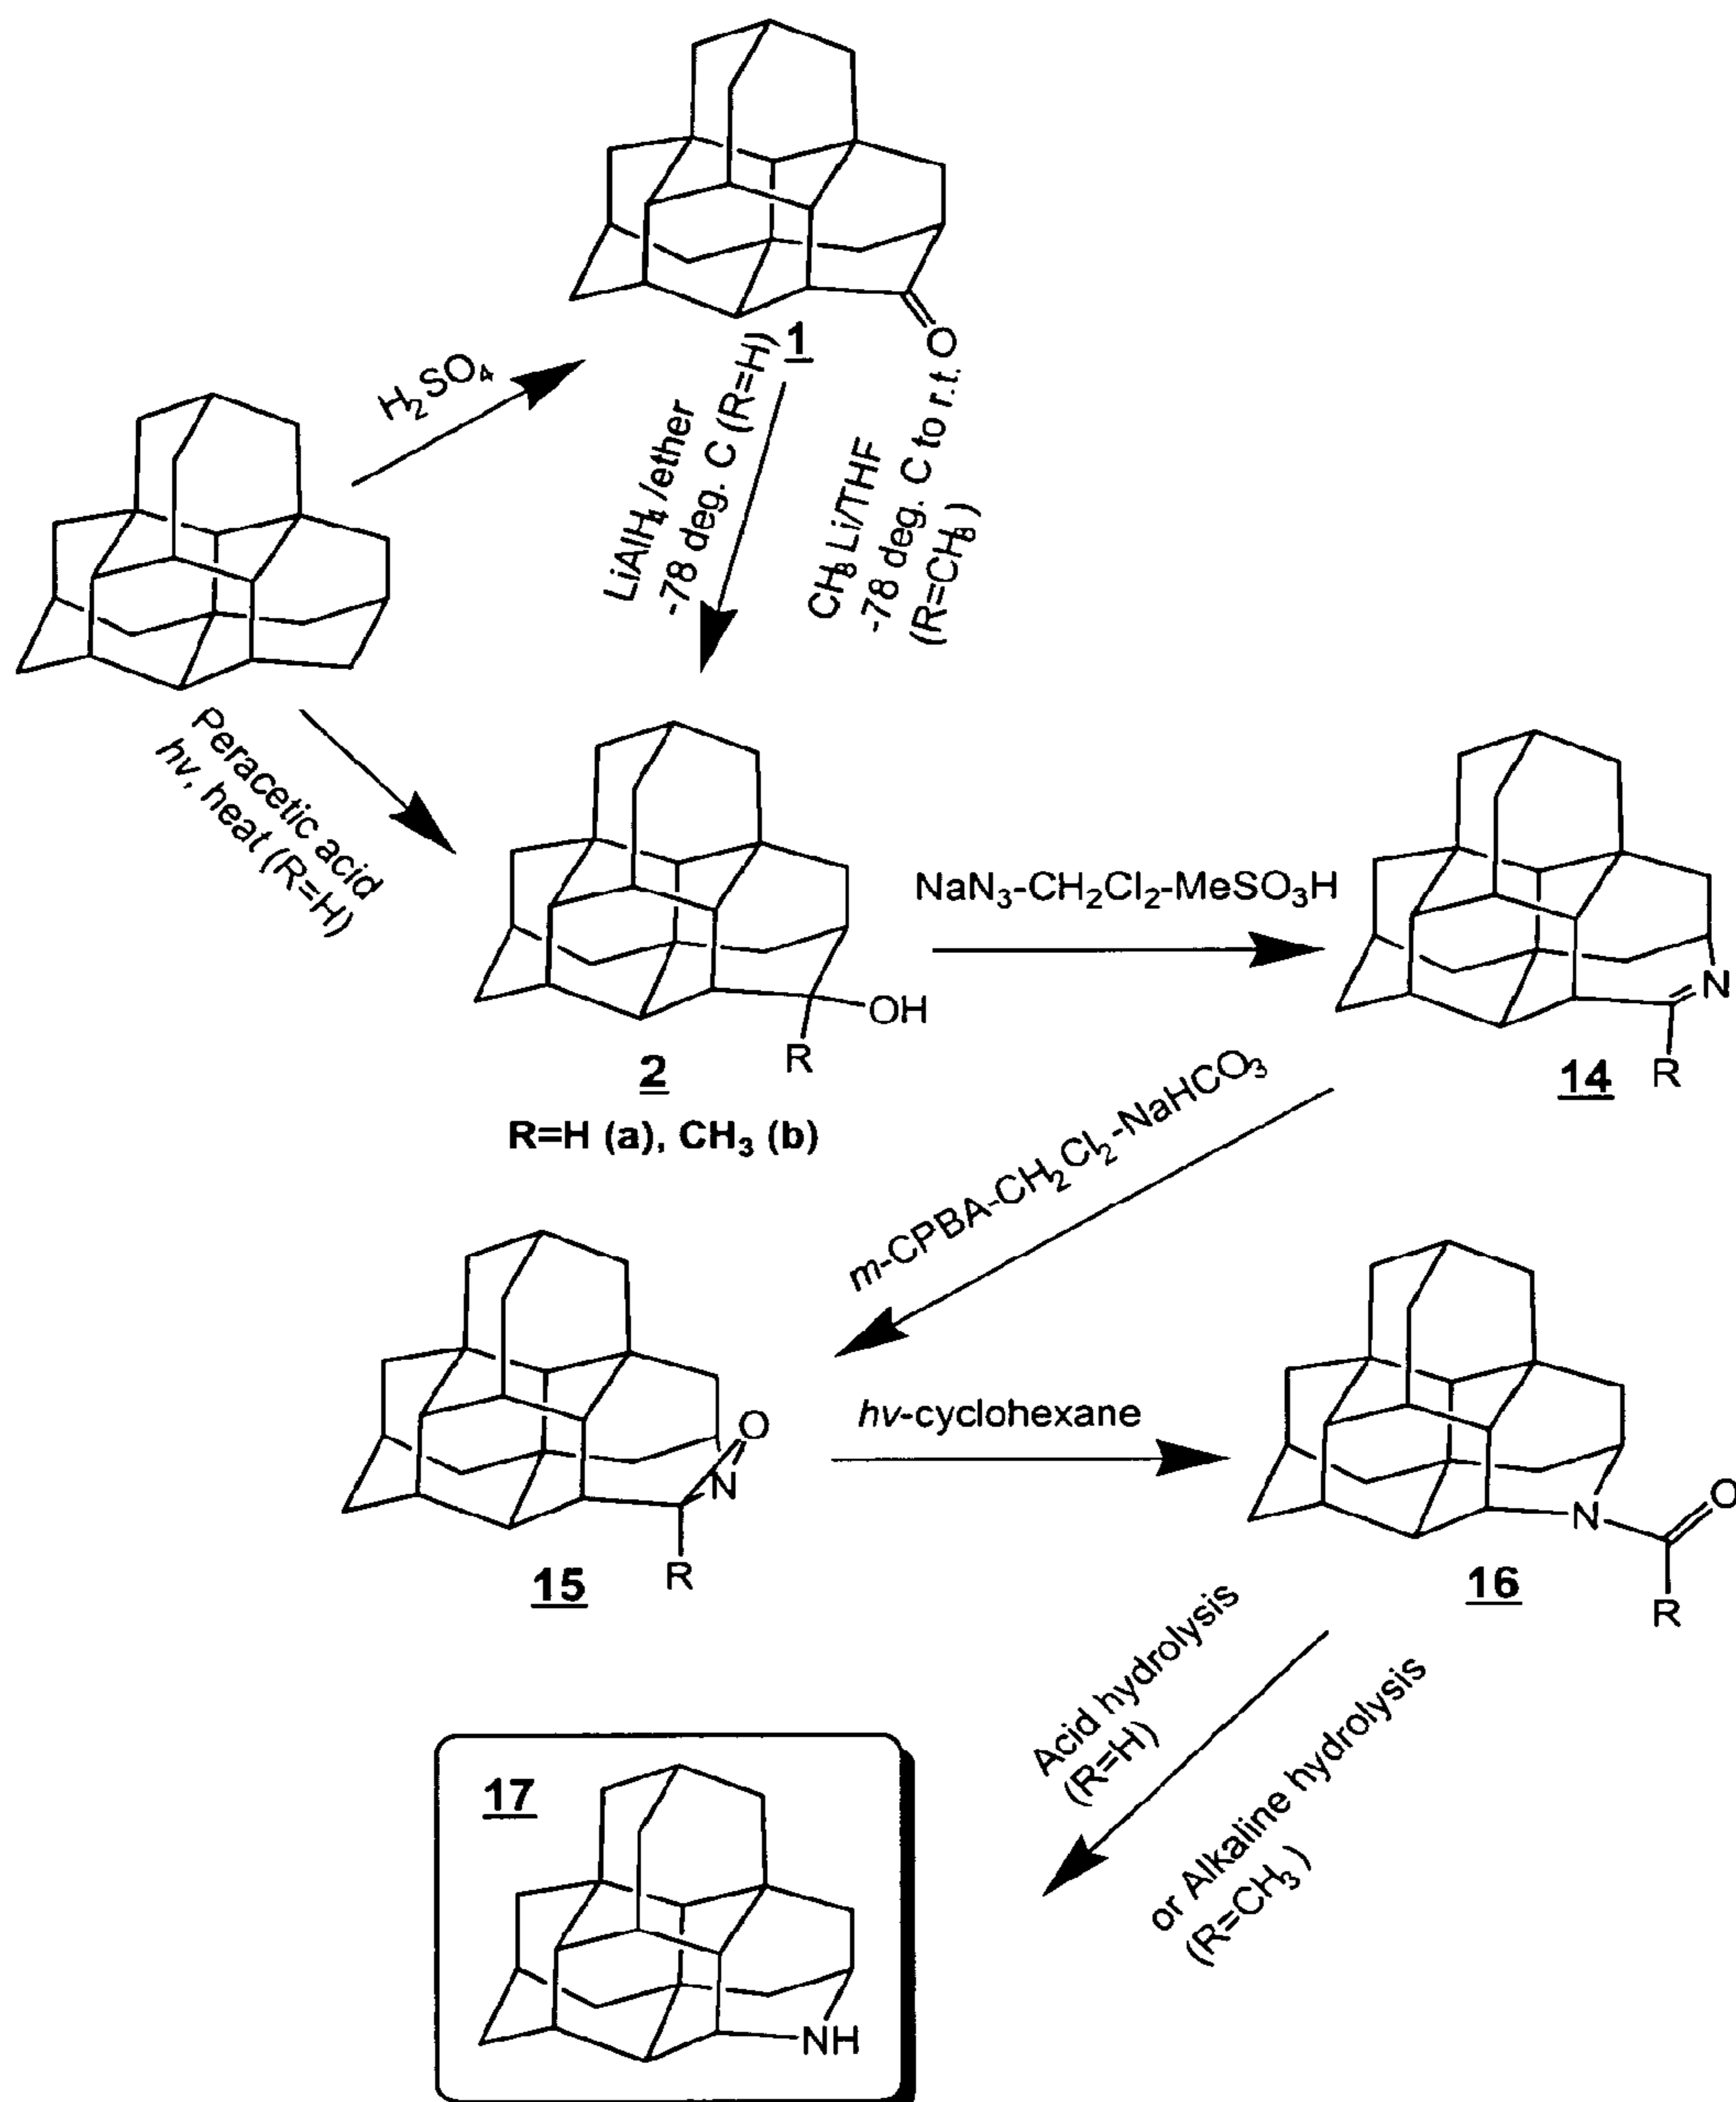 1
O
H₂SO₄
LiAlH₄/ether
-78 deg. C (R=H)
CH₃Li/THF
-78 deg. C to r.t.
(R=CH₃)
Peracetic acid
hν, heat (R=H)
OH
R
2
R=H (a), CH₃ (b)
NaN₃-CH₂Cl₂-MeSO₃H
N
R
14
m-CPBA-CH₂Cl₂-NaHCO₃
O
N
R
15
hν-cyclohexane
N
O
R
16
Acid hydrolysis
(R=H)
or Alkaline hydrolysis
(R=CH₃)
17
NH